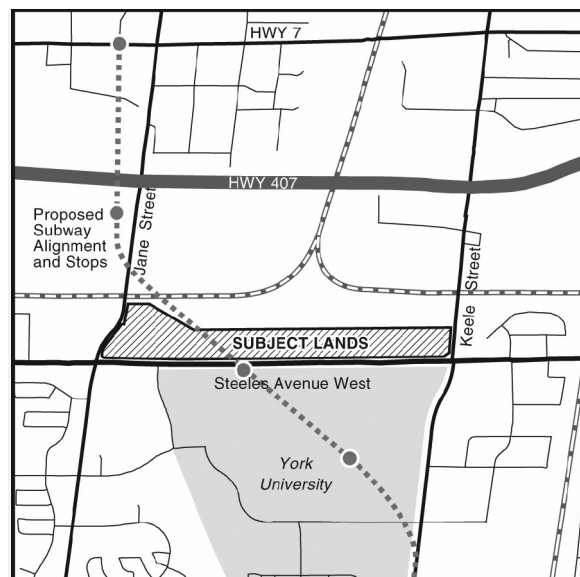 HWY 7
HWY 407
Proposed
Subway
Alignment
and Stops
Jane Street
Keele Street
SUBJECT LANDS
Steeles Avenue West
York
University